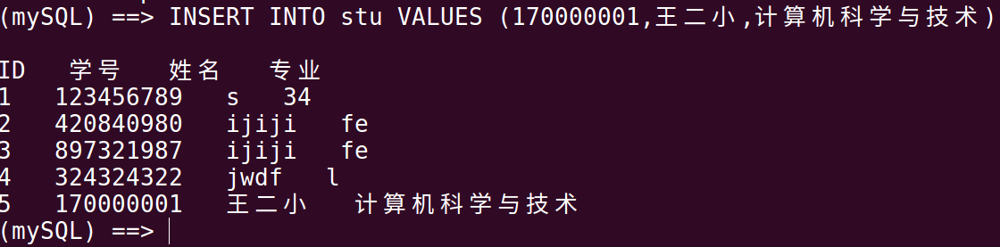 (mySQL) ==> INSERT INTO stu VALUES (170000001,王二小,计算机科学与技术)
ID 学号 姓名 专业
1 123456789 s 34
2 420840980 ijiji fe
3 897321987 ijiji fe
4 324324322 jwdf l
5 170000001 王二小 计算机科学与技术
(mySQL) ==>